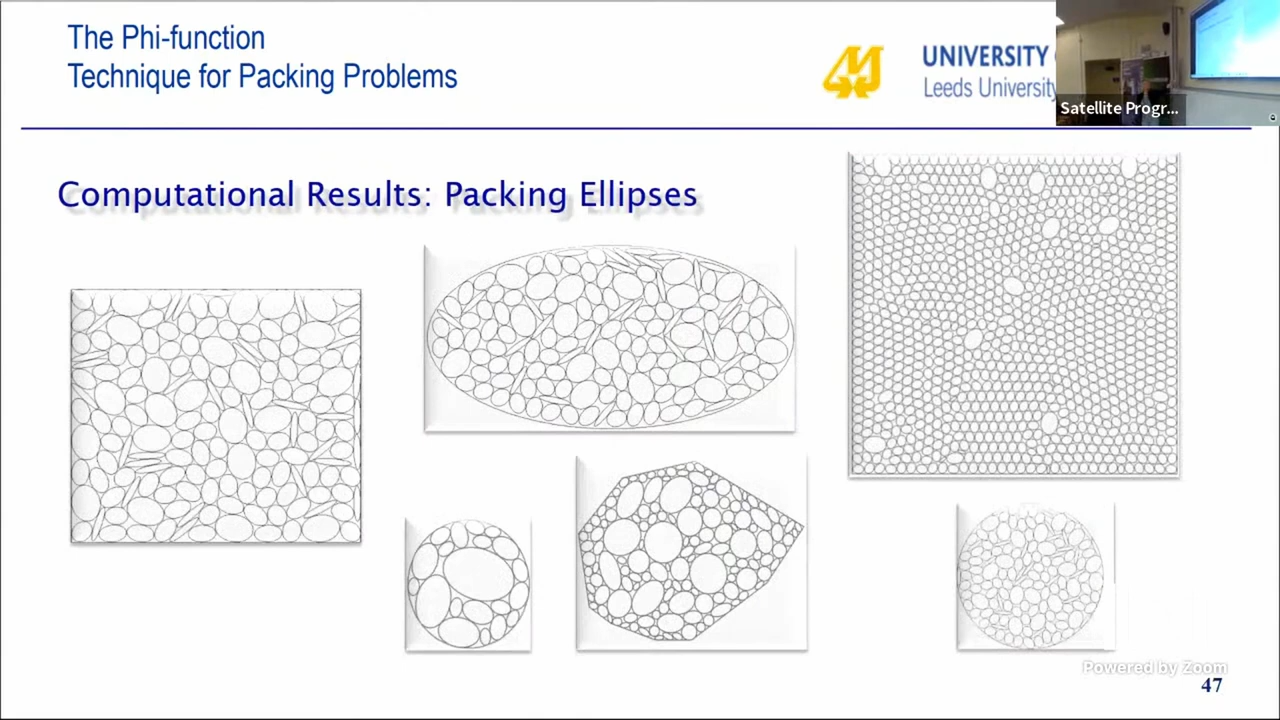 The Phi-function
Technique for Packing Problems
UNIVERSITY
Leeds University
Satellite Progr...
Computational Results: Packing Ellipses
Powered by Zoom
47